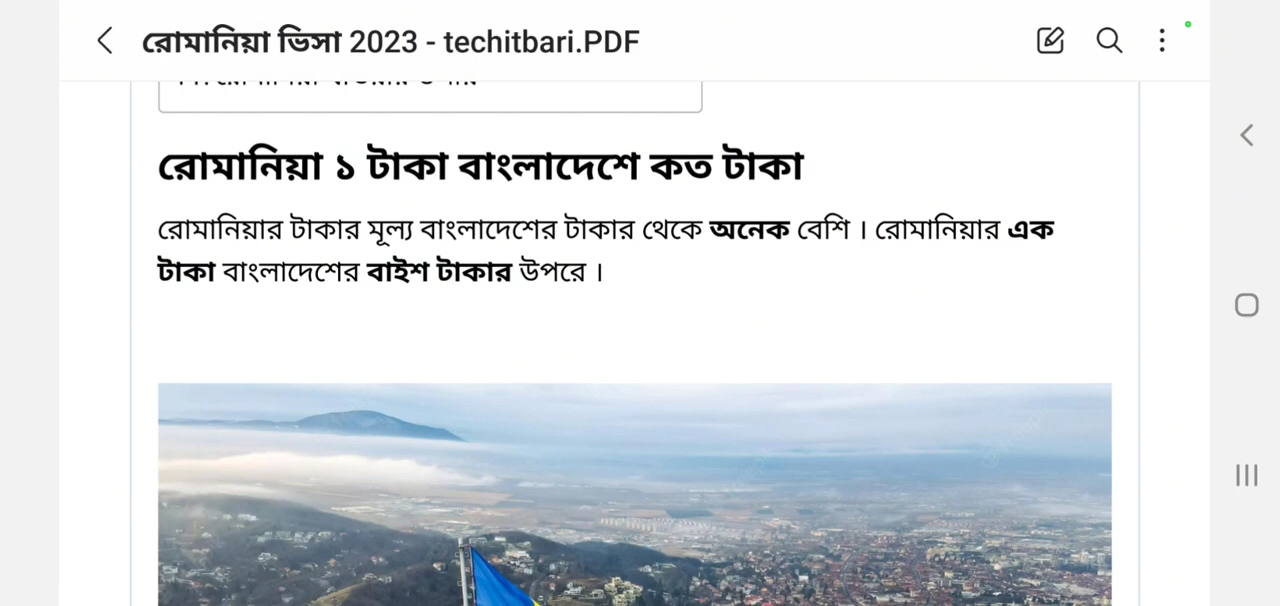 রোমানিয়া ভিসা 2023 - techitbari.PDF
রোমানিয়া ১ টাকা বাংলাদেশে কত টাকা
রোমানিয়ার টাকার মূল্য বাংলাদেশের টাকার থেকে অনেক বেশি । রোমানিয়ার এক
টাকা বাংলাদেশের বাইশ টাকার উপরে ।